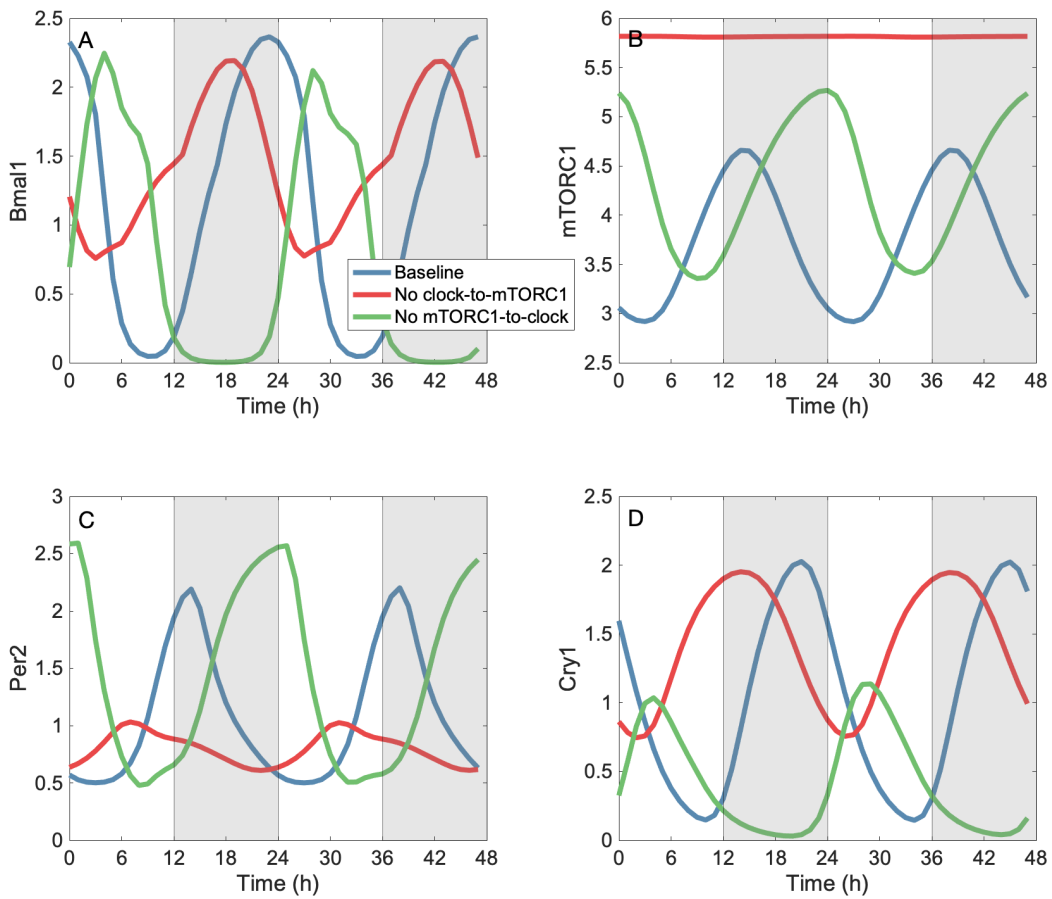 A
2.5
2
1.5
1
0.5
0
Bmal1
0 6 12 18 24 30 36 42 48
Time (h)
Baseline
No clock-to-mTORC1
No mTORC1-to-clock
B
6
5.5
5
4.5
4
3.5
3
2.5
mTORC1
0 6 12 18 24 30 36 42 48
Time (h)
C
3
2.5
2
1.5
1
0.5
0
Per2
0 6 12 18 24 30 36 42 48
Time (h)
D
2.5
2
1.5
1
0.5
0
Cry1
0 6 12 18 24 30 36 42 48
Time (h)